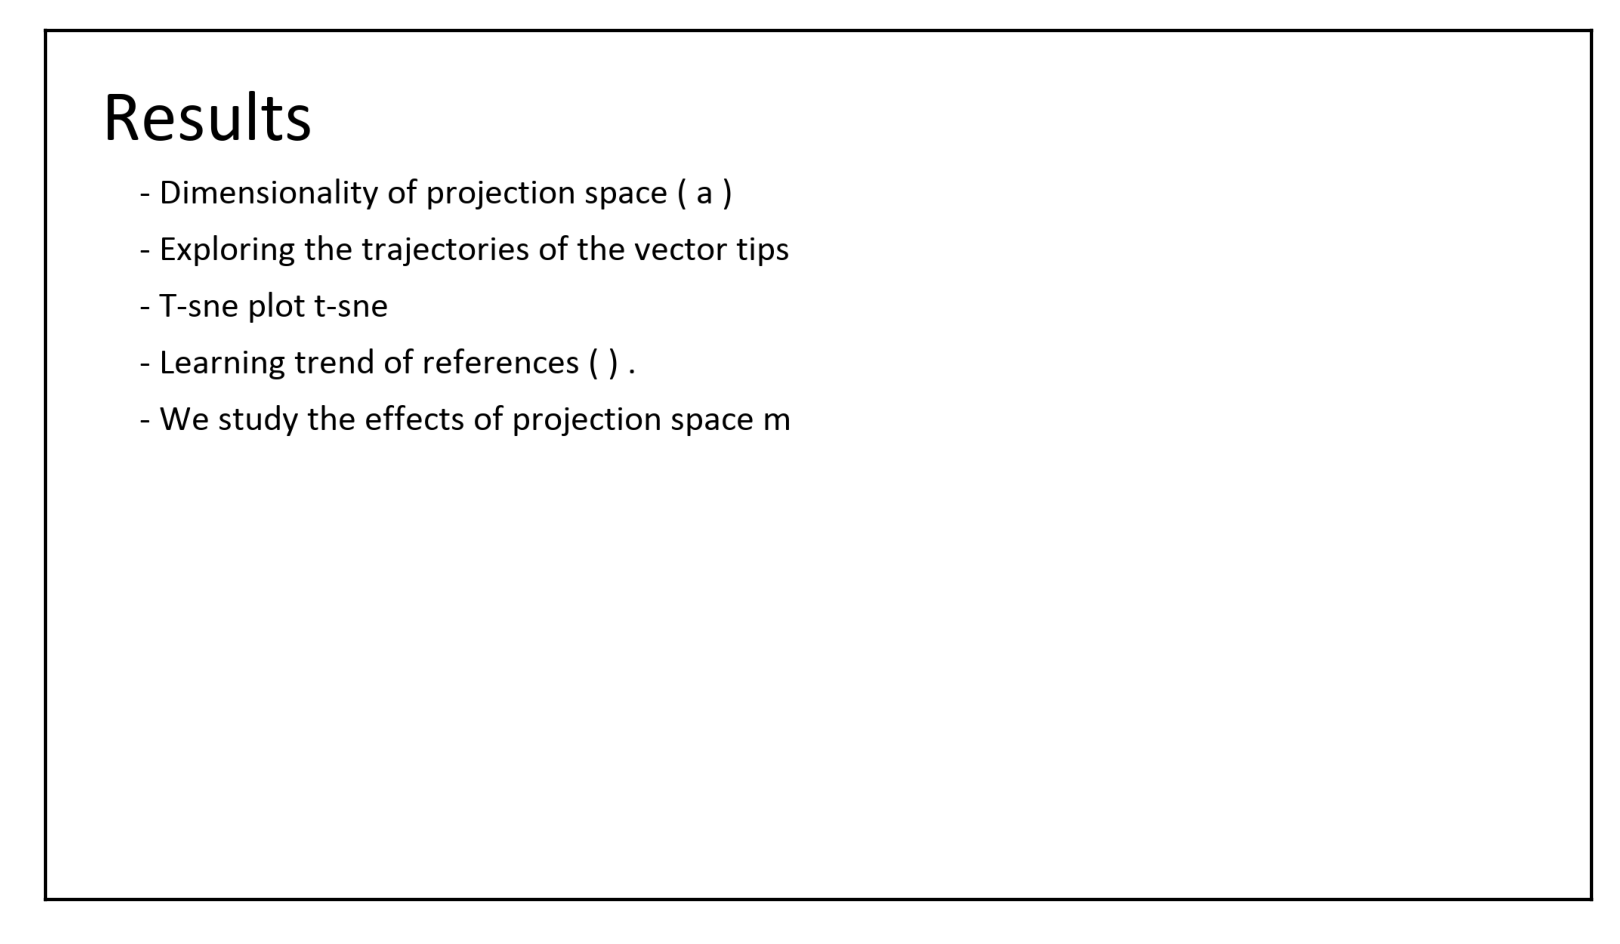 Results
- Dimensionality of projection space ( a )
- Exploring the trajectories of the vector tips
- T-sne plot t-sne
- Learning trend of references ( ) .
- We study the effects of projection space m